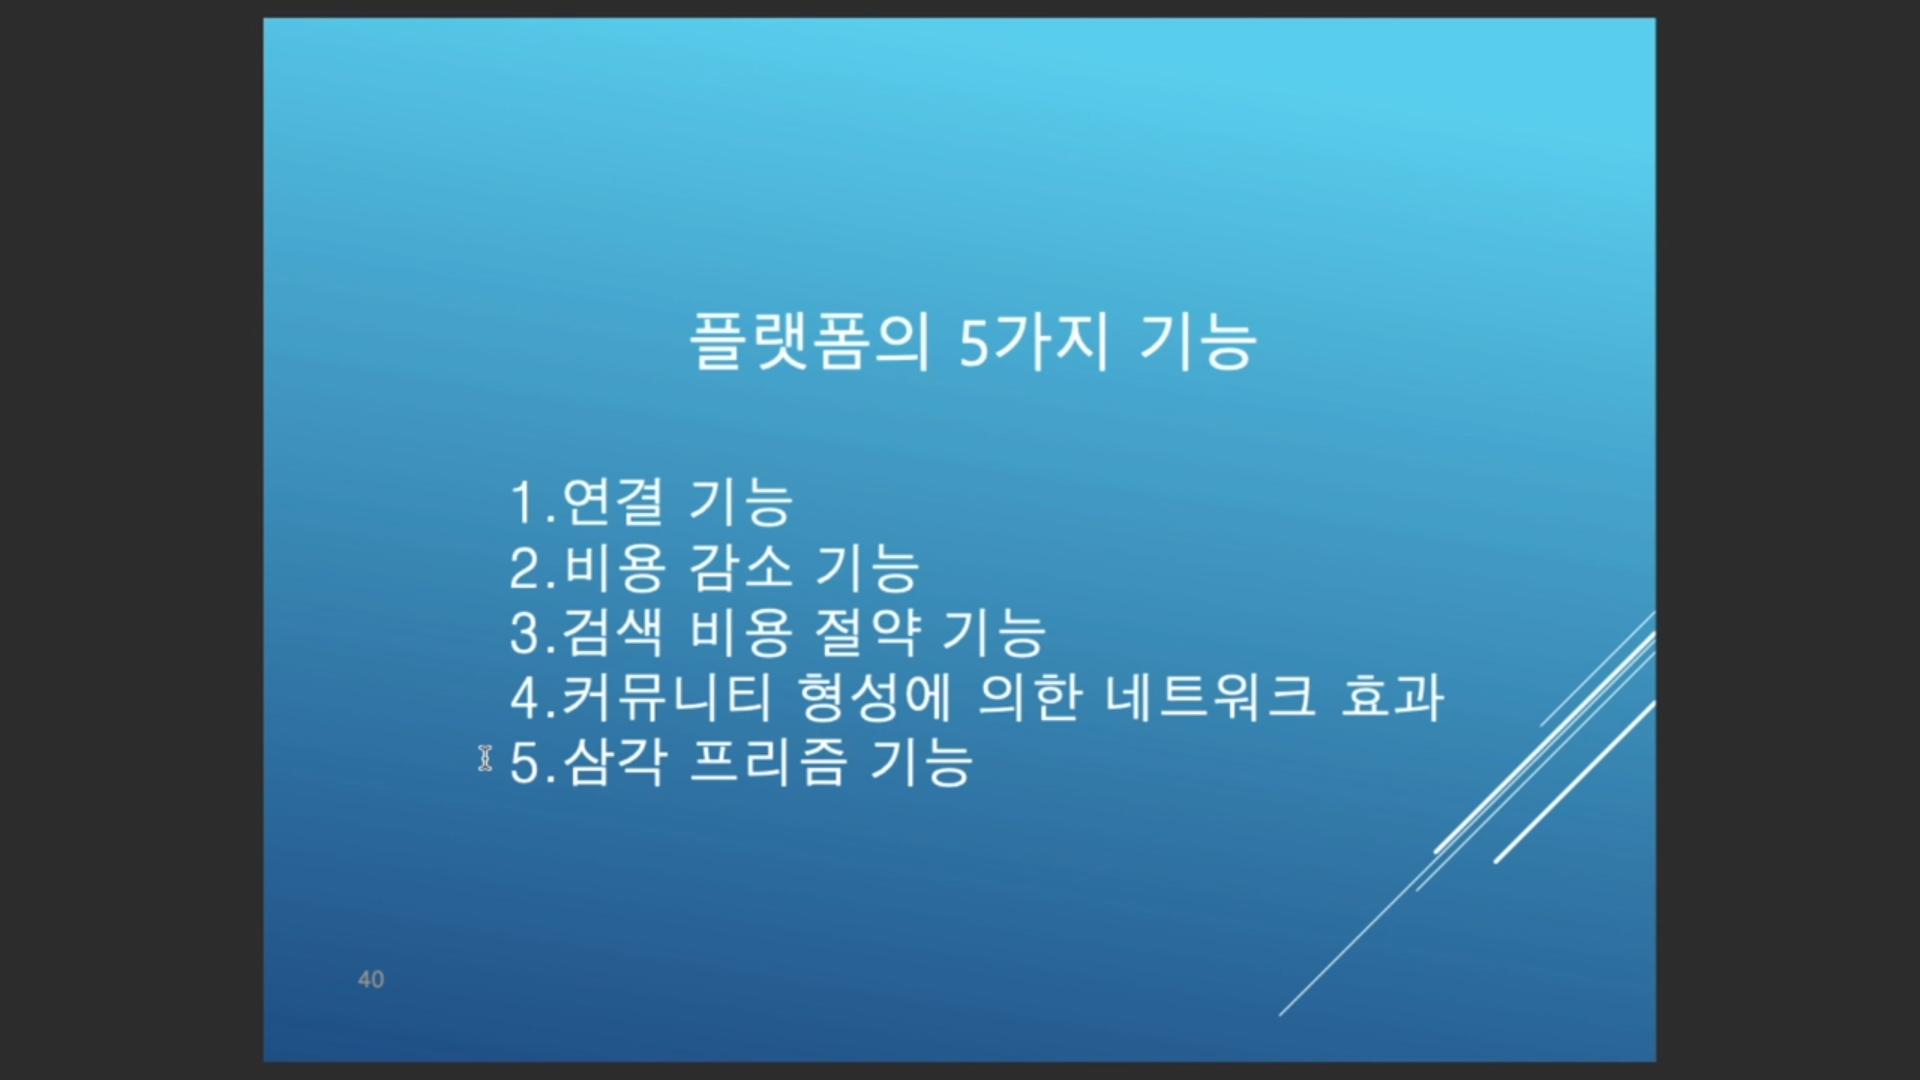 플랫폼의 5가지 기능
1.연결 기능
2.비용 감소 기능
3.검색 비용 절약 기능
4.커뮤니티 형성에 의한 네트워크 효과
5.삼각 프리즘 기능
40